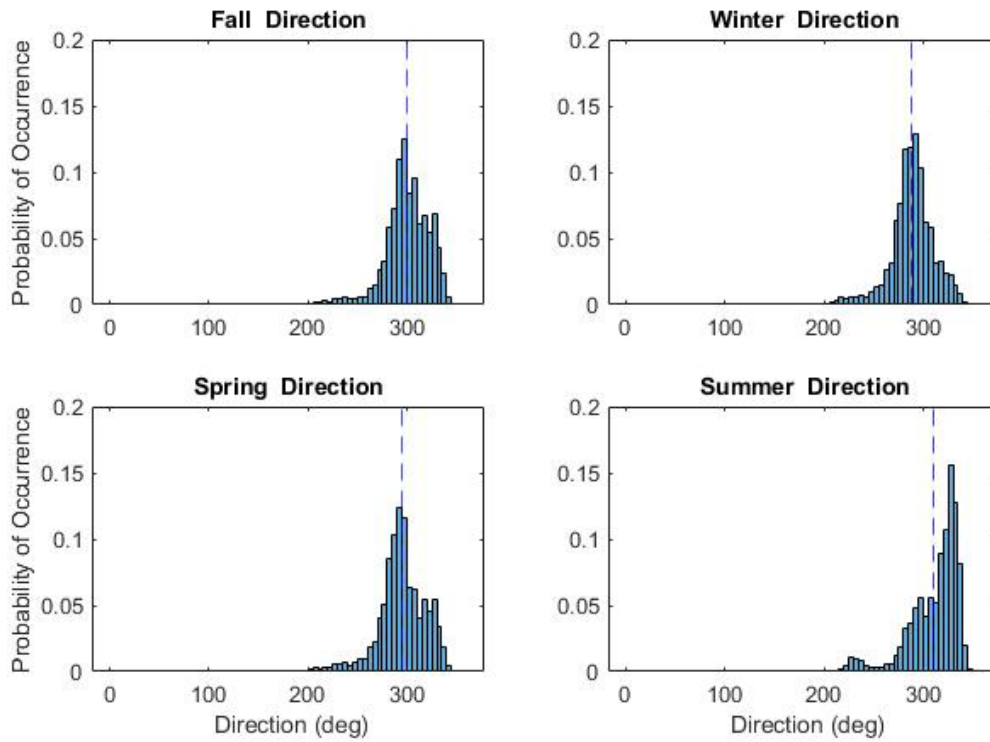 Fall Direction
Winter Direction
Probability of Occurrence
0.2
0.15
0.1
0.05
0
0 100 200 300
0.2
0.15
0.1
0.05
0
0 100 200 300
Spring Direction
Summer Direction
Probability of Occurrence
0.2
0.15
0.1
0.05
0
0 100 200 300
Direction (deg)
0.2
0.15
0.1
0.05
0
0 100 200 300
Direction (deg)